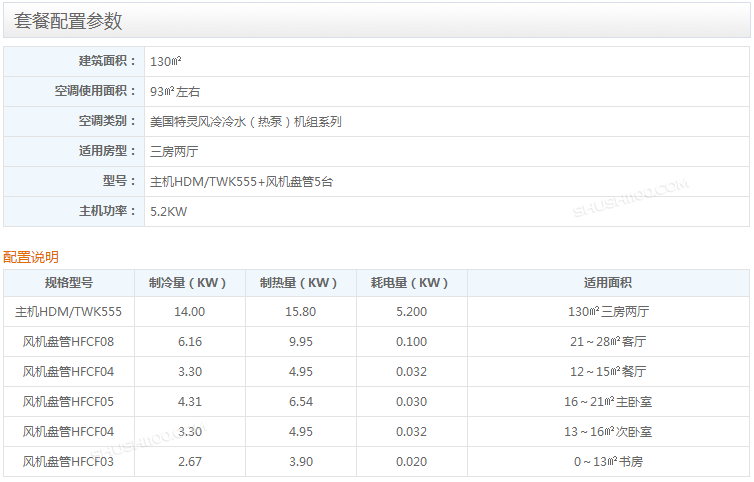 套餐配置参数
建筑面积： 130㎡
空调使用面积： 93㎡左右
空调类别： 美国特灵风冷冷水（热泵）机组系列
适用房型： 三房两厅
型号： 主机HDM/TWK555+风机盘管5台
主机功率： 5.2KW
SHUSHI100.COM
配置说明
规格型号 制冷量（KW） 制热量（KW） 耗电量（KW） 适用面积
主机HDM/TWK555 14.00 15.80 5.200 130㎡三房两厅
风机盘管HFCF08 6.16 9.95 0.100 21～28㎡客厅
风机盘管HFCF04 3.30 4.95 0.032 12～15㎡餐厅
风机盘管HFCF05 4.31 6.54 0.030 16～21㎡主卧室
风机盘管HFCF04 3.30 4.95 0.032 13～16㎡次卧室
SHUSHI100.COM
风机盘管HFCF03 2.67 3.90 0.020 0～13㎡书房